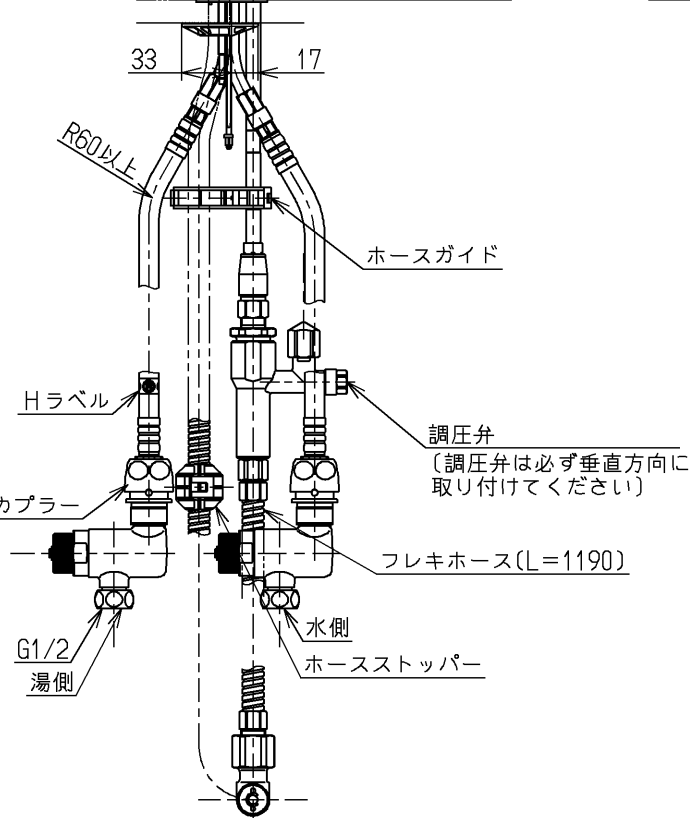 33
17
R60以上
ホースガイド
Hラベル
調圧弁
(調圧弁は必ず垂直方向に
取り付けてください)
カプラー
フレキホース(L=1190)
水側
G1/2
湯側
ホースストッパー